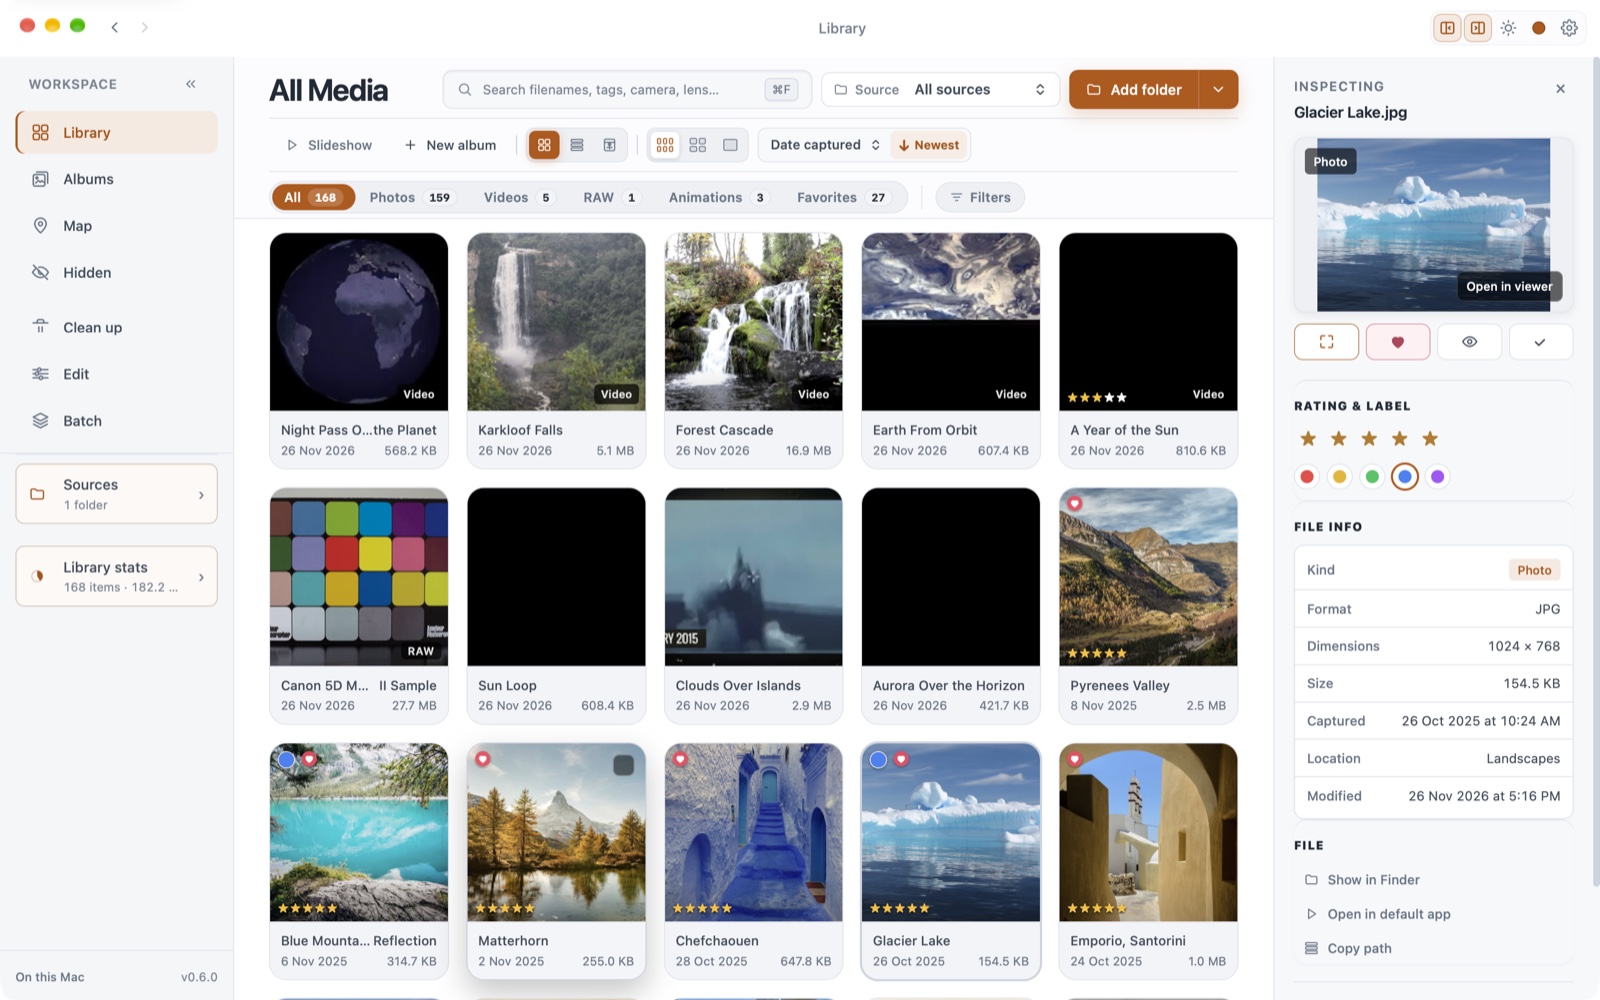 Library
WORKSPACE
Library
Albums
Map
Hidden
Clean up
Edit
Batch
Sources
1 folder
Library stats
168 items · 182.2 ...
On this Mac
v0.6.0
All Media
Search filenames, tags, camera, lens...
⌘F
Source
All sources
Add folder
Slideshow
New album
Date captured
Newest
All 168
Photos 159
Videos 5
RAW 1
Animations 3
Favorites 27
Filters
Video
Night Pass O...the Planet
26 Nov 2026 568.2 KB
Video
Karkloof Falls
26 Nov 2026 5.1 MB
Video
Forest Cascade
26 Nov 2026 16.9 MB
Video
Earth From Orbit
26 Nov 2026 607.4 KB
Video
A Year of the Sun
26 Nov 2026 810.6 KB
RAW
Canon 5D M... II Sample
26 Nov 2026 27.7 MB
Sun Loop
26 Nov 2026 608.4 KB
RY 2015
Clouds Over Islands
26 Nov 2026 2.9 MB
Aurora Over the Horizon
26 Nov 2026 421.7 KB
Pyrenees Valley
8 Nov 2025 2.5 MB
Blue Mounta... Reflection
6 Nov 2025 314.7 KB
Matterhorn
2 Nov 2025 255.0 KB
Chefchaouen
28 Oct 2025 647.8 KB
Glacier Lake
26 Oct 2025 154.5 KB
Emporio, Santorini
24 Oct 2025 1.0 MB
INSPECTING
Glacier Lake.jpg
Photo
Open in viewer
RATING & LABEL
FILE INFO
Kind Photo
Format JPG
Dimensions 1024 × 768
Size 154.5 KB
Captured 26 Oct 2025 at 10:24 AM
Location Landscapes
Modified 26 Nov 2026 at 5:16 PM
FILE
Show in Finder
Open in default app
Copy path